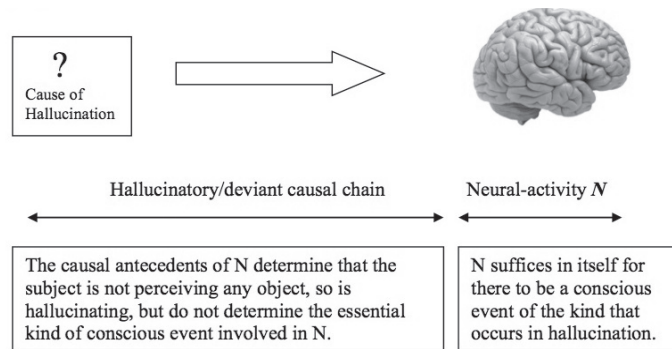 ?
Cause of
Hallucination
Hallucinatory/deviant causal chain
Neural-activity N
The causal antecedents of N determine that the
subject is not perceiving any object, so is
hallucinating, but do not determine the essential
kind of conscious event involved in N.
N suffices in itself for
there to be a conscious
event of the kind that
occurs in hallucination.